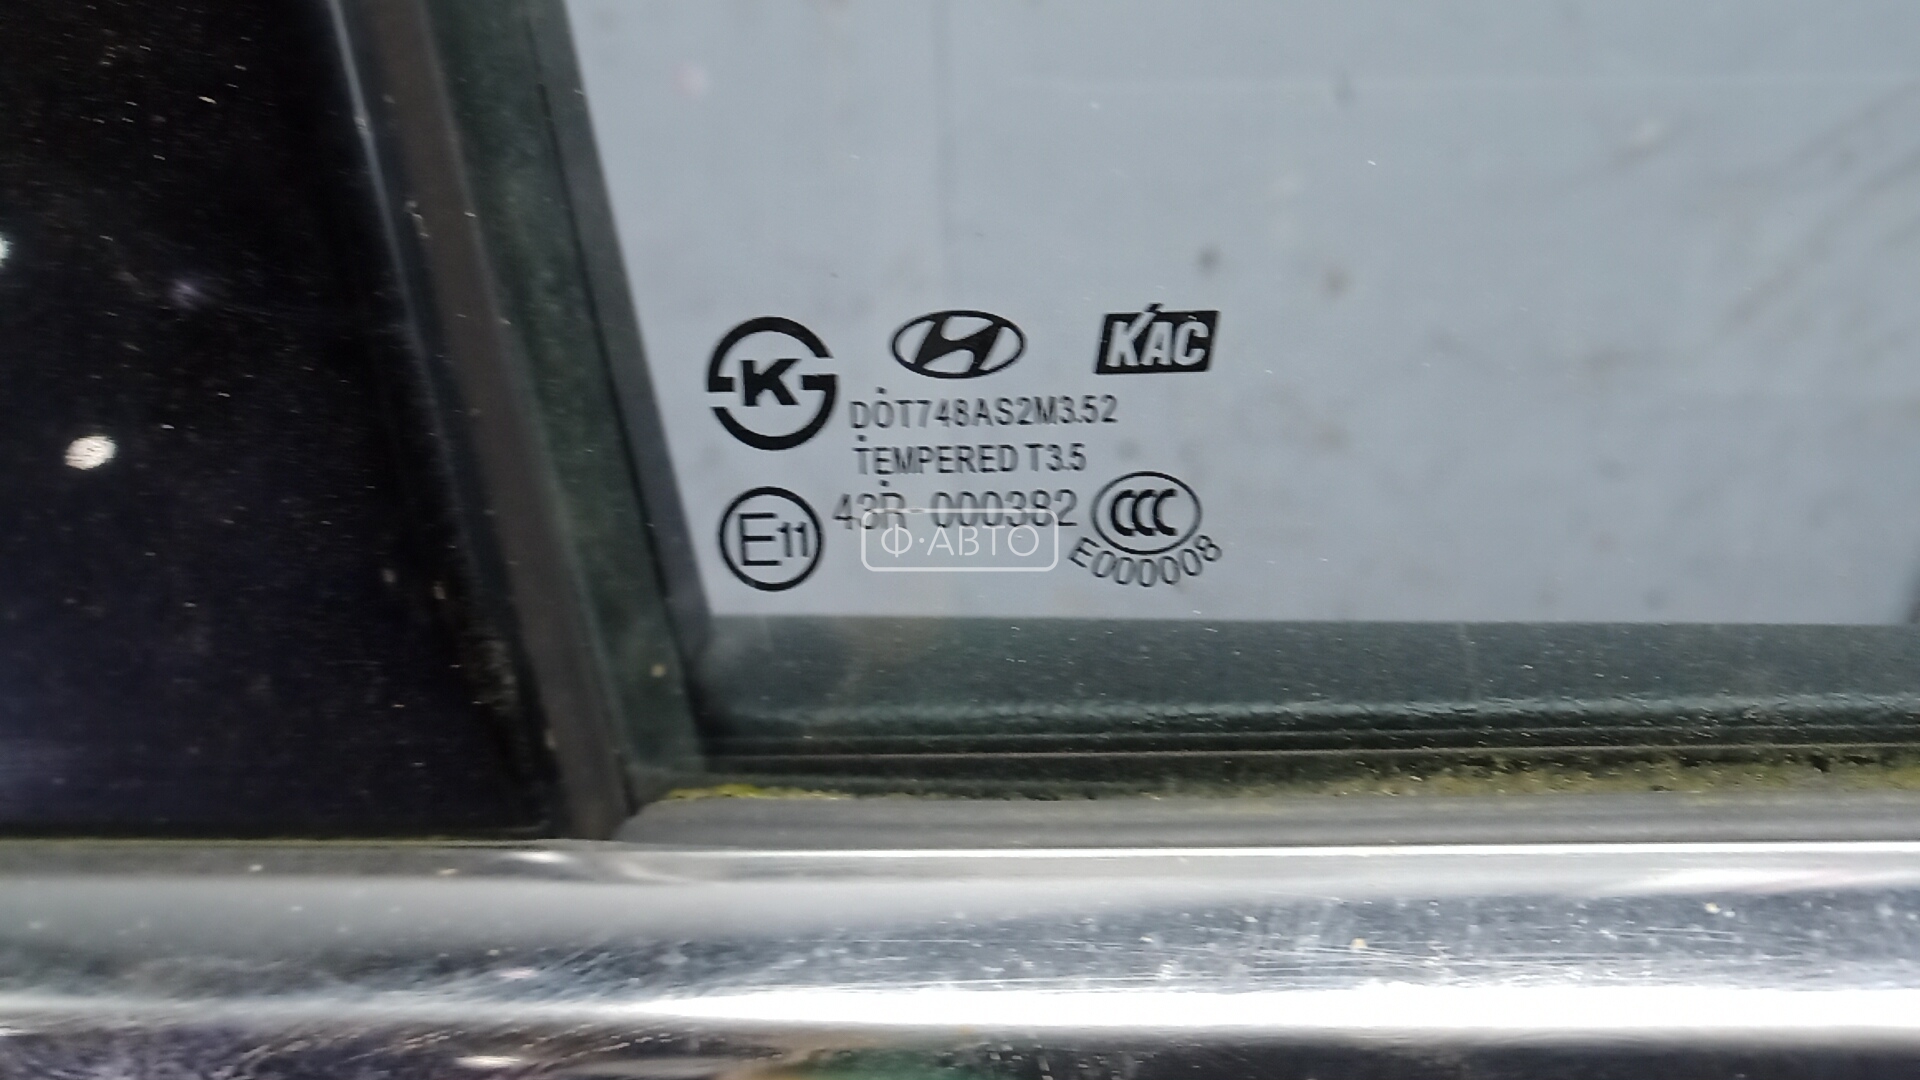 K
KAC
DOT748AS2M3.52
TEMPERED T3.5
E11
43R 000382
CCC
E000008
Ф·АВТО